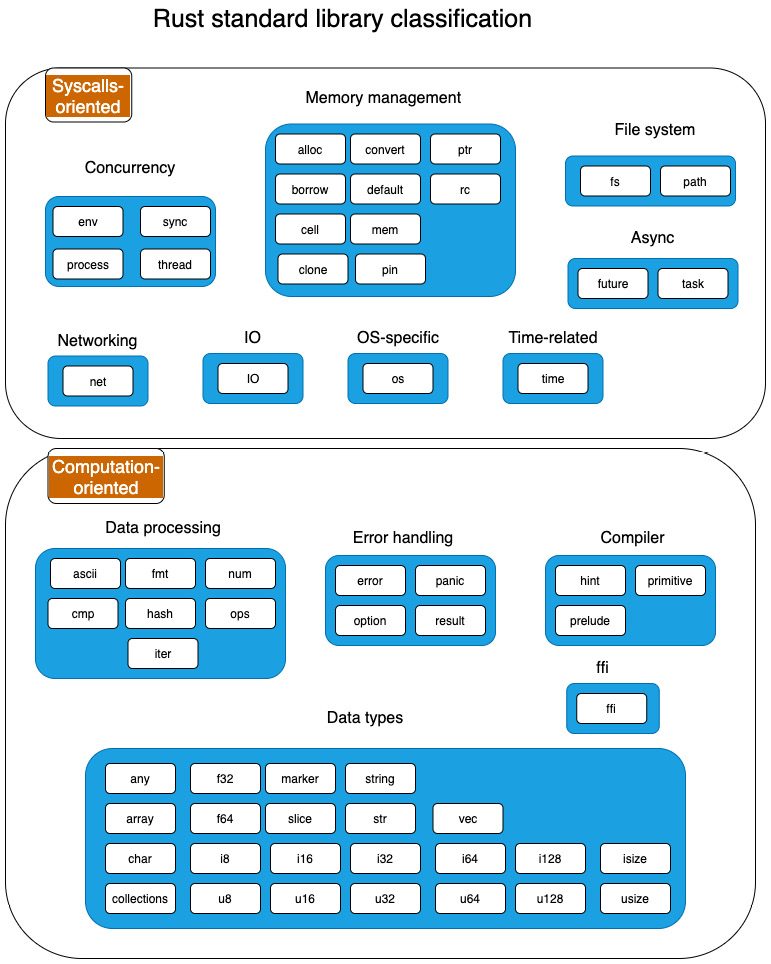 Rust standard library classification
Syscalls-
oriented
Memory management
alloc convert ptr
borrow default rc
cell mem
clone pin
File system
fs path
Concurrency
env sync
process thread
Async
future task
Networking
net
IO
IO
OS-specific
os
Time-related
time
Computation-
oriented
Data processing
ascii fmt num
cmp hash ops
iter
Error handling
error panic
option result
Compiler
hint primitive
prelude
ffi
ffi
Data types
any f32 marker string
array f64 slice str vec
char i8 i16 i32 i64 i128 isize
collections u8 u16 u32 u64 u128 usize